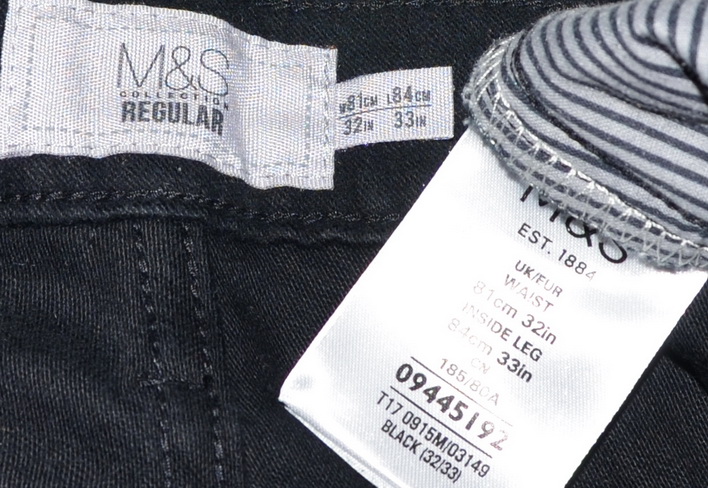 M&S
COLLECTION
REGULAR
W81CM L84CM
32IN 33IN
M&S
EST. 1884
UK/EUR
WAIST
81cm 32in
INSIDE LEG
84cm 33in
CN
185/80A
09445192
T17 0915M/03149
BLACK (32/33)